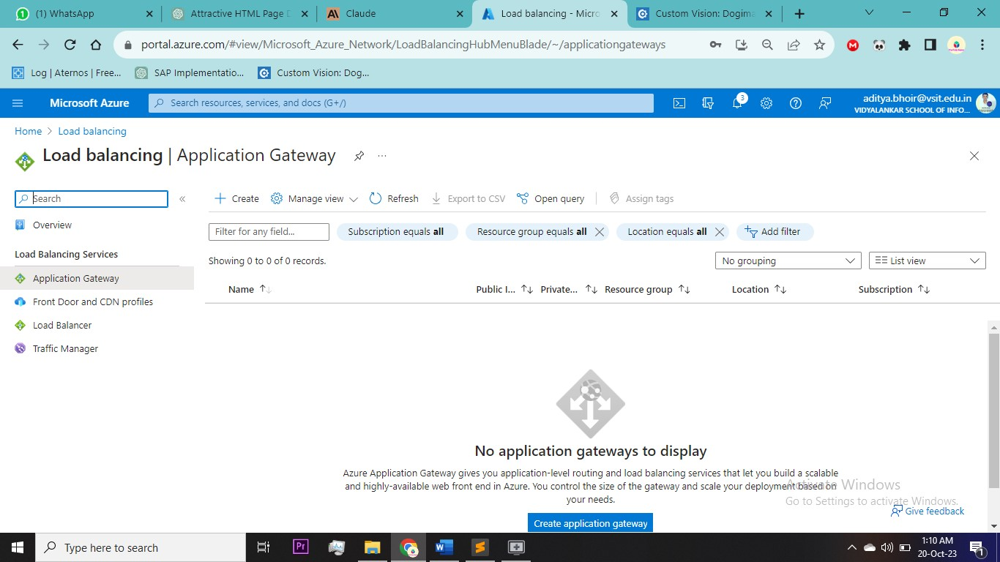 (1) WhatsApp
Attractive HTML Page D
Claude
Load balancing - Micro
Custom Vision: Dogima
portal.azure.com/#view/Microsoft_Azure_Network/LoadBalancingHubMenuBlade/~/applicationgateways
Log | Aternos | Free...
SAP Implementatio...
Custom Vision: Dog...
Microsoft Azure
Search resources, services, and docs (G+/)
3
aditya.bhoir@vsit.edu.in
VIDYALANKAR SCHOOL OF INFO...
Home > Load balancing
Load balancing | Application Gateway
Search
Create
Manage view
Refresh
Export to CSV
Open query
Assign tags
Overview
Filter for any field...
Subscription equals all
Resource group equals all
Location equals all
Add filter
Load Balancing Services
Showing 0 to 0 of 0 records.
No grouping
List view
Application Gateway
Front Door and CDN profiles
Load Balancer
Traffic Manager
Name
Public I...
Private...
Resource group
Location
Subscription
No application gateways to display
Azure Application Gateway gives you application-level routing and load balancing services that let you build a scalable
and highly-available web front end in Azure. You control the size of the gateway and scale your deployment based on
your needs.
Create application gateway
Activate Windows
Go to Settings to activate Windows.
Give feedback
Type here to search
Pr
1:10 AM
20-Oct-23
1